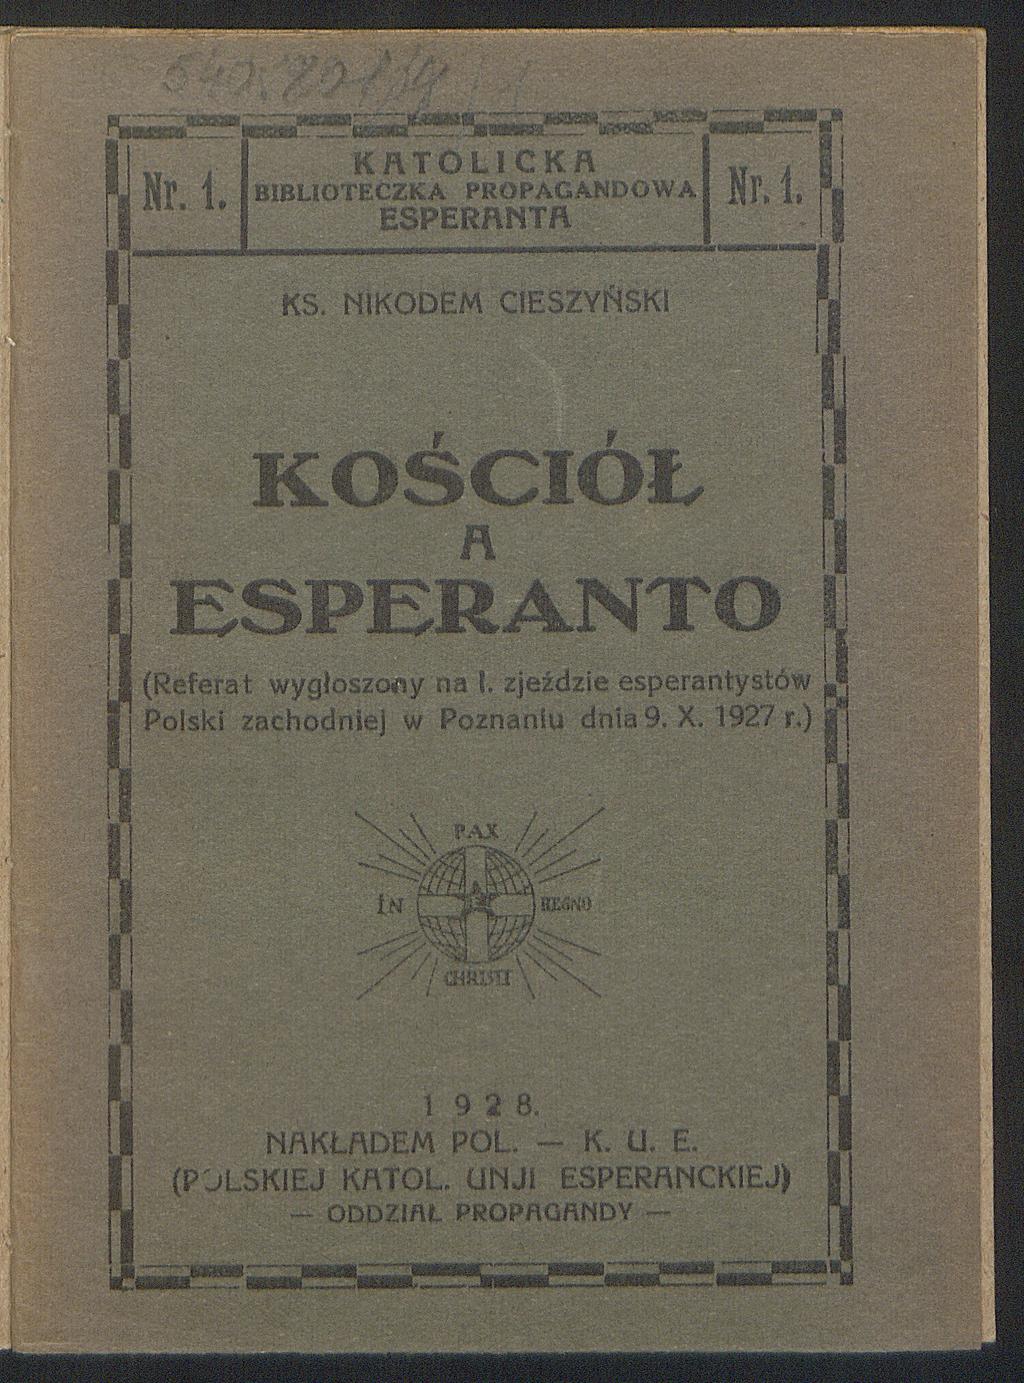 Nr. 1.
KATOLICKA
BIBLIOTECZKA PROPAGANDOWA
ESPERANTA
Nr. 1.
KS. NIKODEM CIESZYŃSKI
KOŚCIÓŁ
A
ESPERANTO
(Referat wygłoszony na I. zjeździe esperantystów
Polski zachodniej w Poznaniu dnia 9. X. 1927 r.)
PAX
IN
REGNO
CHRISTI
1928.
NAKŁADEM POL. — K. U. E.
(POLSKIEJ KATOL. UNJI ESPERANCKIEJ)
— ODDZIAŁ PROPAGANDY —